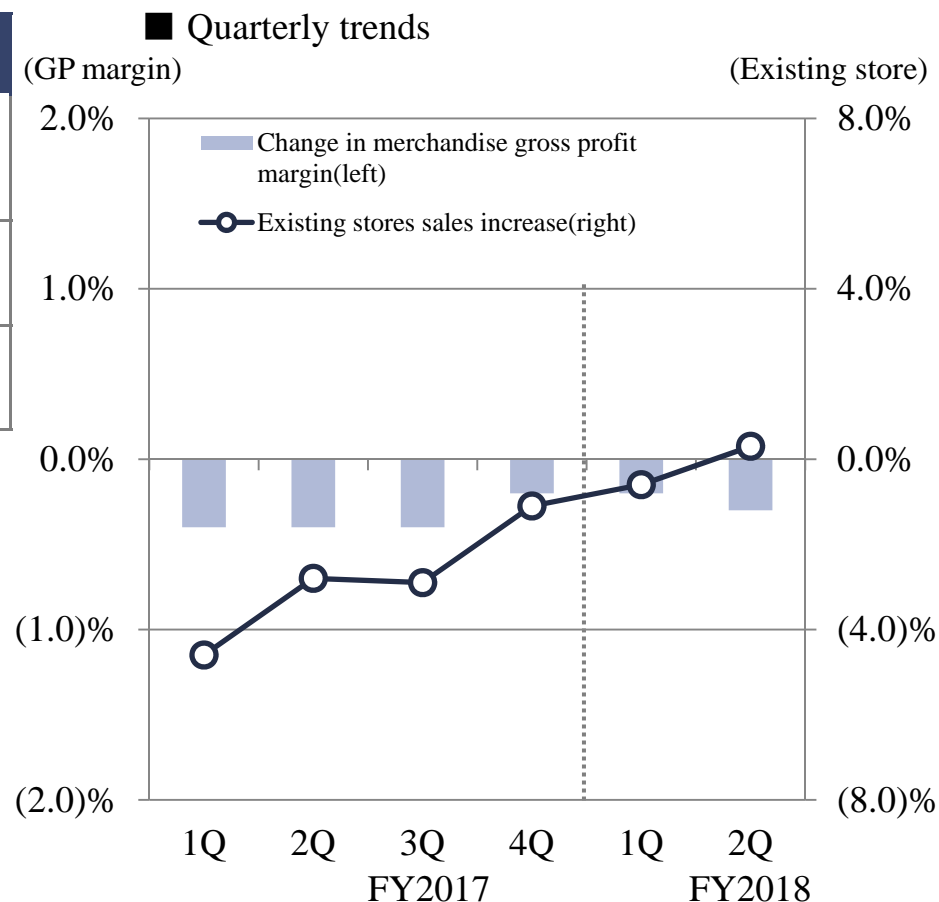 ■ Quarterly trends
(GP margin) (Existing store)
2.0% 8.0%
Change in merchandise gross profit
margin(left)
Existing stores sales increase(right)
1.0% 4.0%
0.0% 0.0%
(1.0)% (4.0)%
(2.0)% (8.0)%
1Q 2Q 3Q 4Q 1Q 2Q
FY2017 FY2018